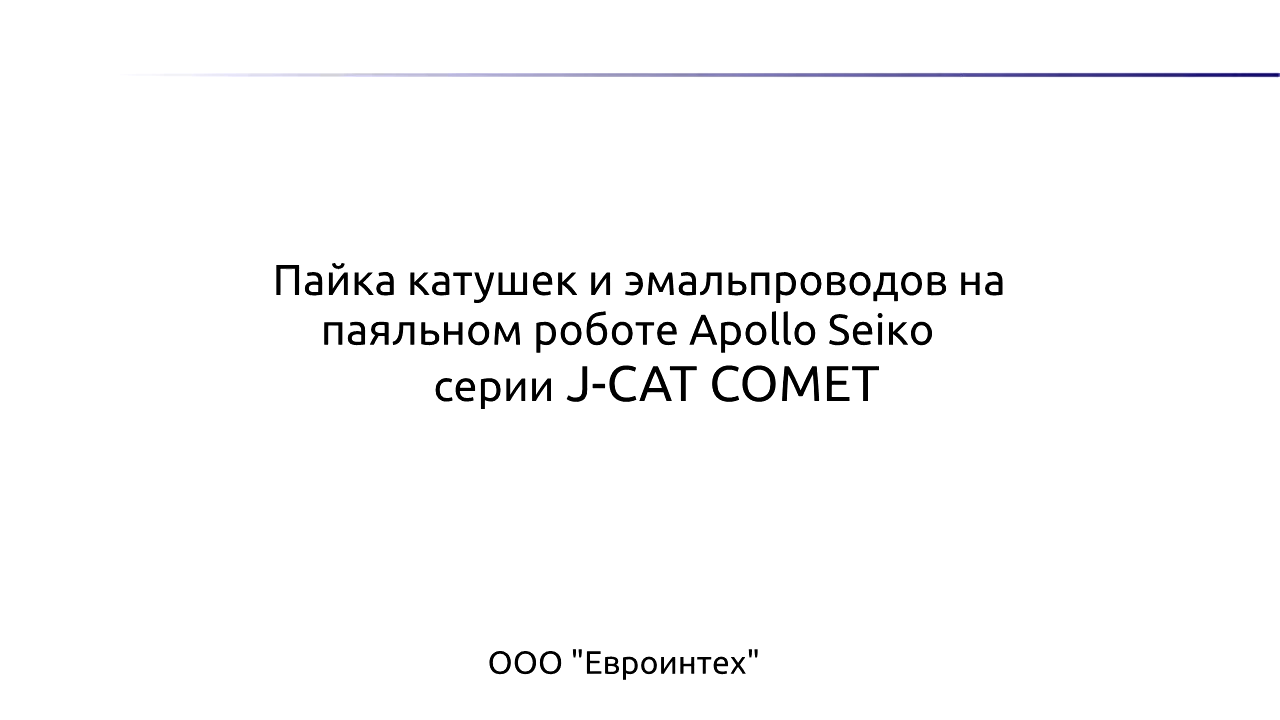 Пайка катушек и эмальпроводов на
паяльном роботе Apollo Seiko
серии J-CAT COMET
ООО "Евроинтех"